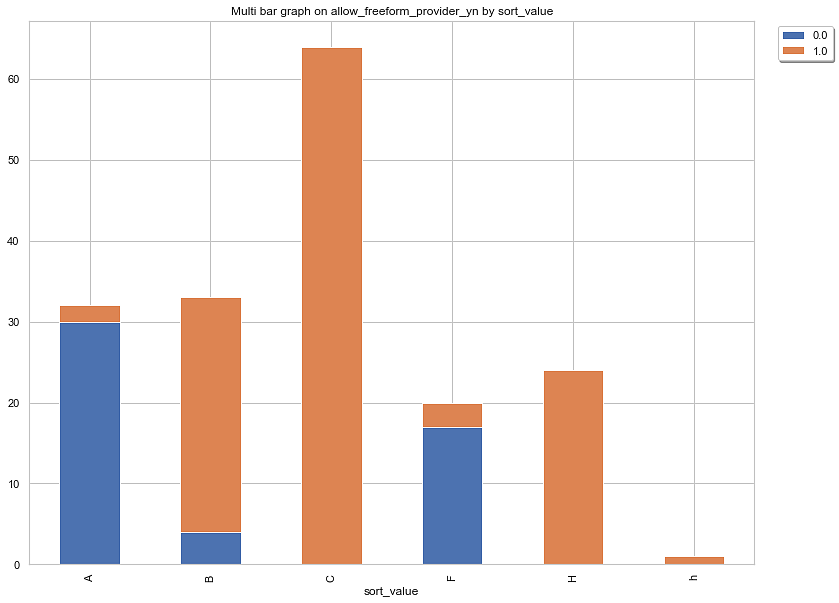 Multi bar graph on allow_freeform_provider_yn by sort_value
0.0
1.0
60
50
40
30
20
10
0
A
B
C
F
H
h
sort_value